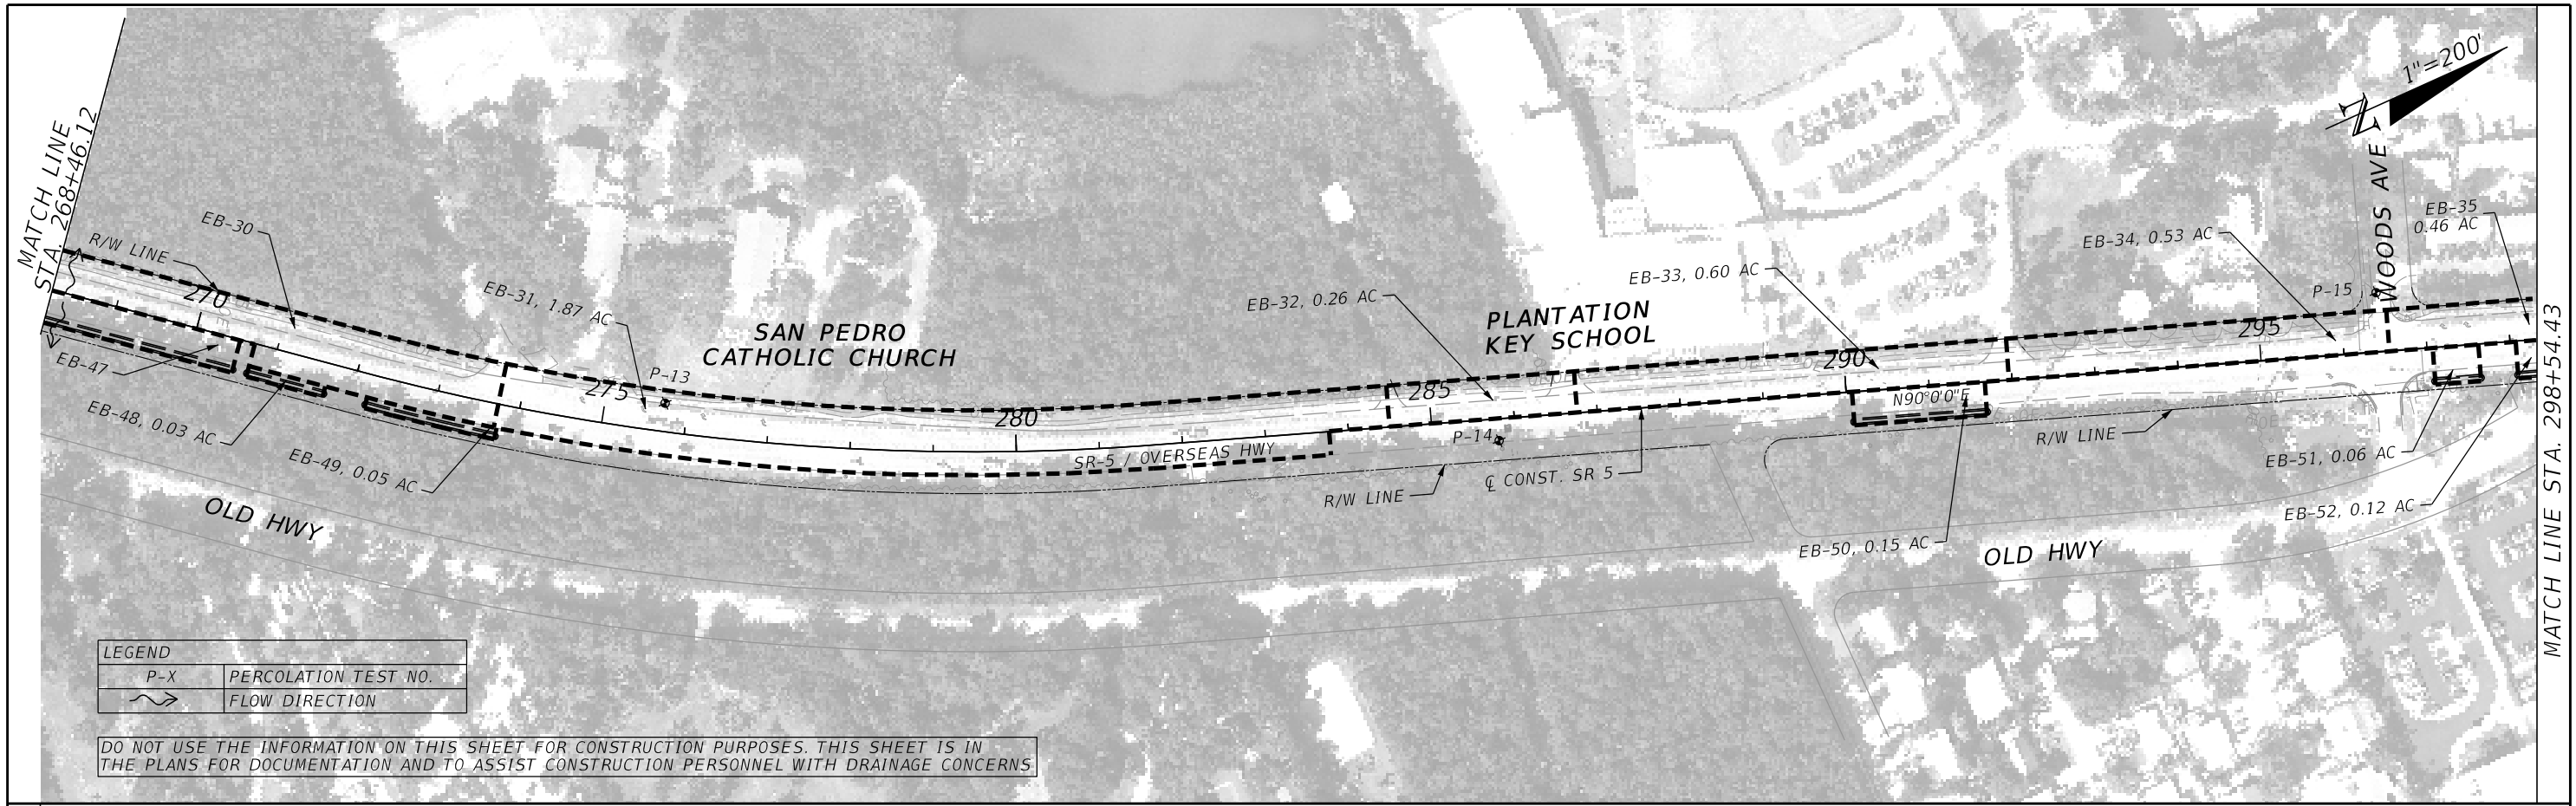 1"=200'
N
MATCH LINE
STA. 268+46.12
EB-30
R/W LINE
270
EB-47
EB-48, 0.03 AC
EB-49, 0.05 AC
OLD HWY
EB-31, 1.87 AC
275
P-13
SAN PEDRO
CATHOLIC CHURCH
280
SR-5 / OVERSEAS HWY
EB-32, 0.26 AC
285
P-14
R/W LINE
℄ CONST. SR 5
PLANTATION
KEY SCHOOL
EB-33, 0.60 AC
290
N90°0'0"E
EB-50, 0.15 AC
OLD HWY
R/W LINE
EB-34, 0.53 AC
295
P-15
WOODS AVE
EB-35
0.46 AC
EB-51, 0.06 AC
EB-52, 0.12 AC
MATCH LINE STA. 298+54.43
LEGEND
P-X PERCOLATION TEST NO.
FLOW DIRECTION
DO NOT USE THE INFORMATION ON THIS SHEET FOR CONSTRUCTION PURPOSES. THIS SHEET IS IN
THE PLANS FOR DOCUMENTATION AND TO ASSIST CONSTRUCTION PERSONNEL WITH DRAINAGE CONCERNS